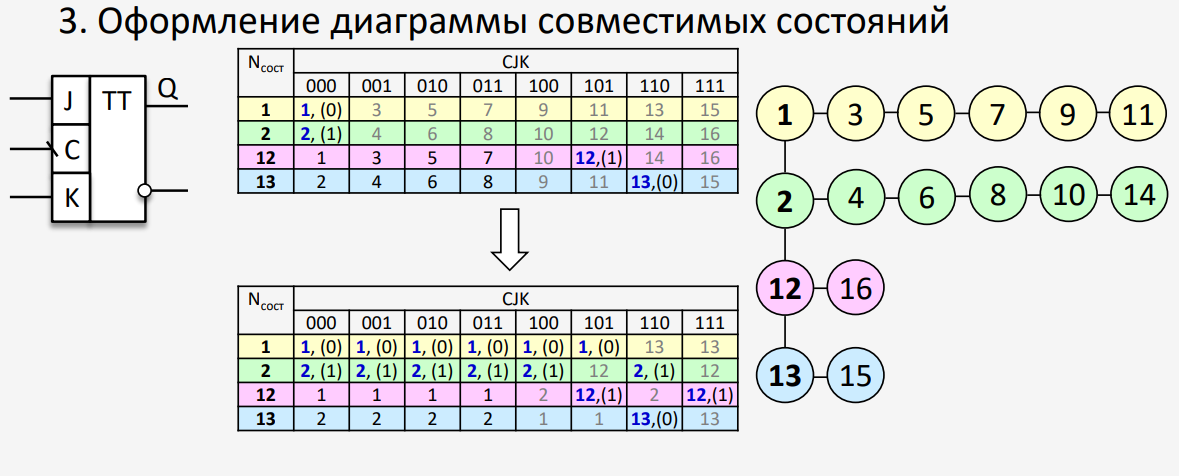 3. Оформление диаграммы совместимых состояний
J TT Q
C
K
Nсост CJK
000 001 010 011 100 101 110 111
1 1, (0) 3 5 7 9 11 13 15
2 2, (1) 4 6 8 10 12 14 16
12 1 3 5 7 10 12,(1) 14 16
13 2 4 6 8 9 11 13,(0) 15
Nсост CJK
000 001 010 011 100 101 110 111
1 1, (0) 1, (0) 1, (0) 1, (0) 1, (0) 1, (0) 13 13
2 2, (1) 2, (1) 2, (1) 2, (1) 2, (1) 12 2, (1) 12
12 1 1 1 1 2 12,(1) 2 12,(1)
13 2 2 2 2 1 1 13,(0) 13
1 3 5 7 9 11
2 4 6 8 10 14
12 16
13 15